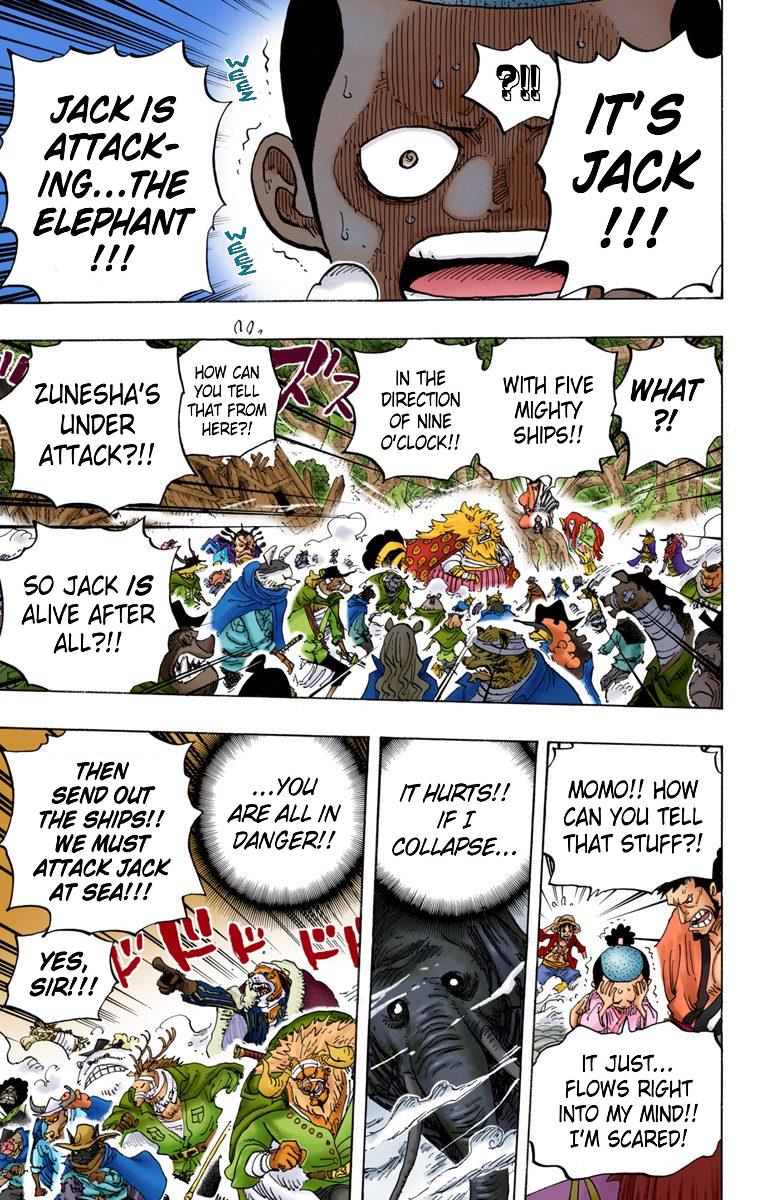 IT'S
JACK
!!!
?!!
JACK IS
ATTACK-
ING...THE
ELEPHANT
!!!
WHAT
?!
WITH FIVE
MIGHTY
SHIPS!!
IN THE
DIRECTION
OF NINE
O'CLOCK!!
ズズ
HOW CAN
YOU TELL
THAT FROM
HERE?!
ZUNESHA'S
UNDER
ATTACK?!!
SO JACK IS
ALIVE AFTER
ALL?!!
MOMO!! HOW
CAN YOU TELL
THAT STUFF?!
IT JUST...
FLOWS RIGHT
INTO MY MIND!!
I'M SCARED!
IT HURTS!!
IF I
COLLAPSE...
...YOU
ARE ALL IN
DANGER!!
THEN
SEND OUT
THE SHIPS!!
WE MUST
ATTACK JACK
AT SEA!!!
ドドドド
YES,
SIR!!!